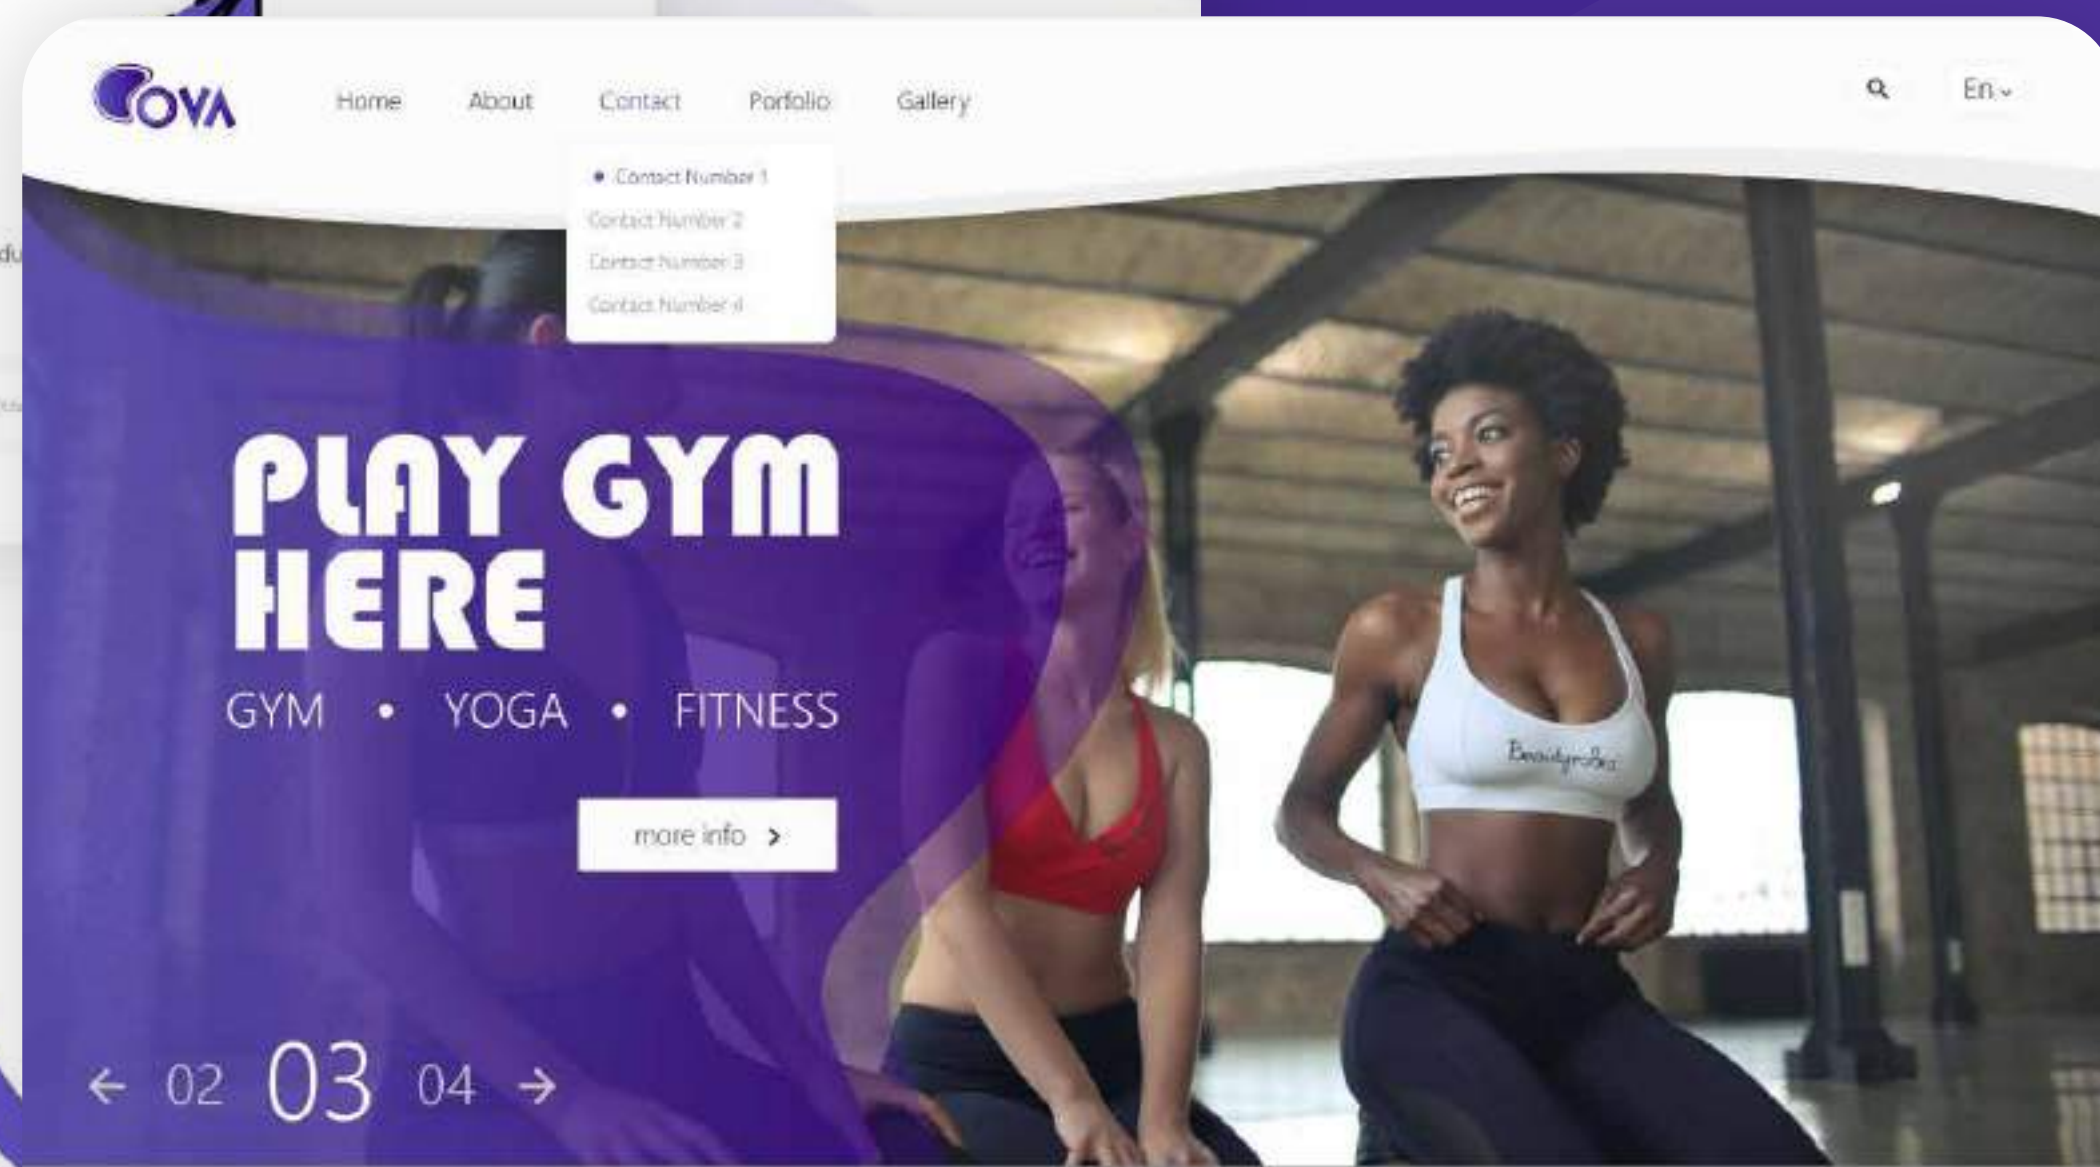 OVA
Home About Contact Porfolio Gallery
En
Contact Number 1
Contact Number 2
Contact Number 3
Contact Number 4
PLAY GYM
HERE
GYM • YOGA • FITNESS
more info
02 03 04